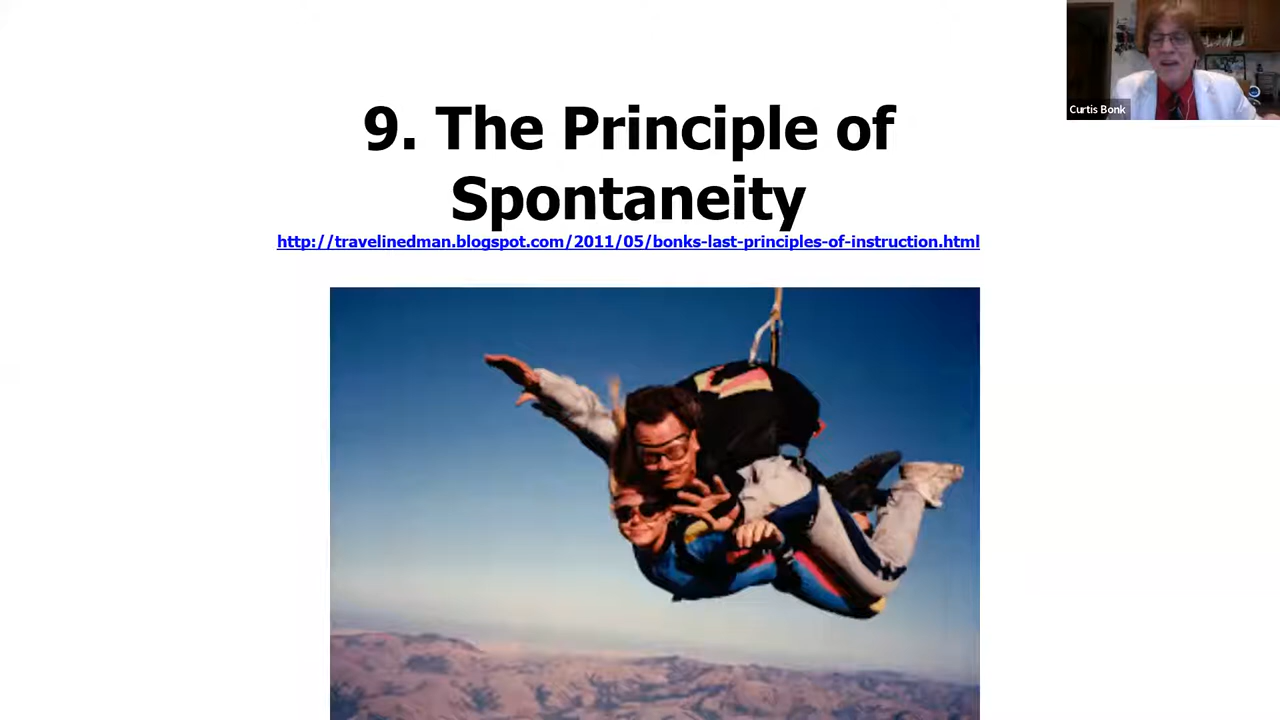 9. The Principle of
Spontaneity
http://travelinedman.blogspot.com/2011/05/bonks-last-principles-of-instruction.html
Curtis Bonk